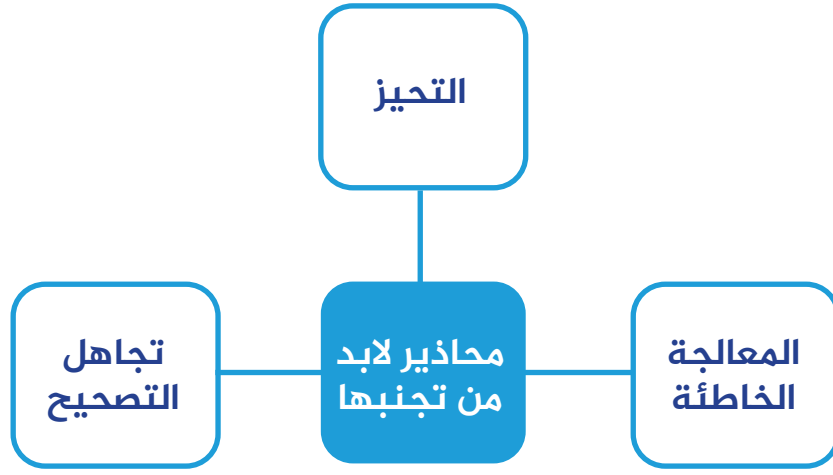 التحيز
المعالجة
الخاطئة
محاذير لابد
من تجنبها
تجاهل
التصحيح